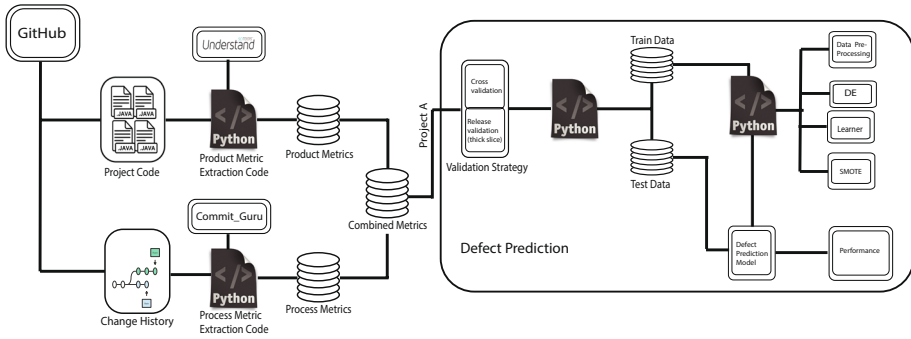 GitHub
Understand
.JAVA
.JAVA
.JAVA
.JAVA
Project Code
</>
Python
Product Metric
Extraction Code
Product Metrics
Commit_Guru
Change History
</>
Python
Process Metric
Extraction Code
Process Metrics
Combined Metrics
Project A
Cross
validation
Release
validation
(thick slice)
Validation Strategy
</>
Python
Train Data
Test Data
</>
Python
Data Pre-
Processing
DE
Learner
SMOTE
Defect
Prediction
Model
Performance
Defect Prediction